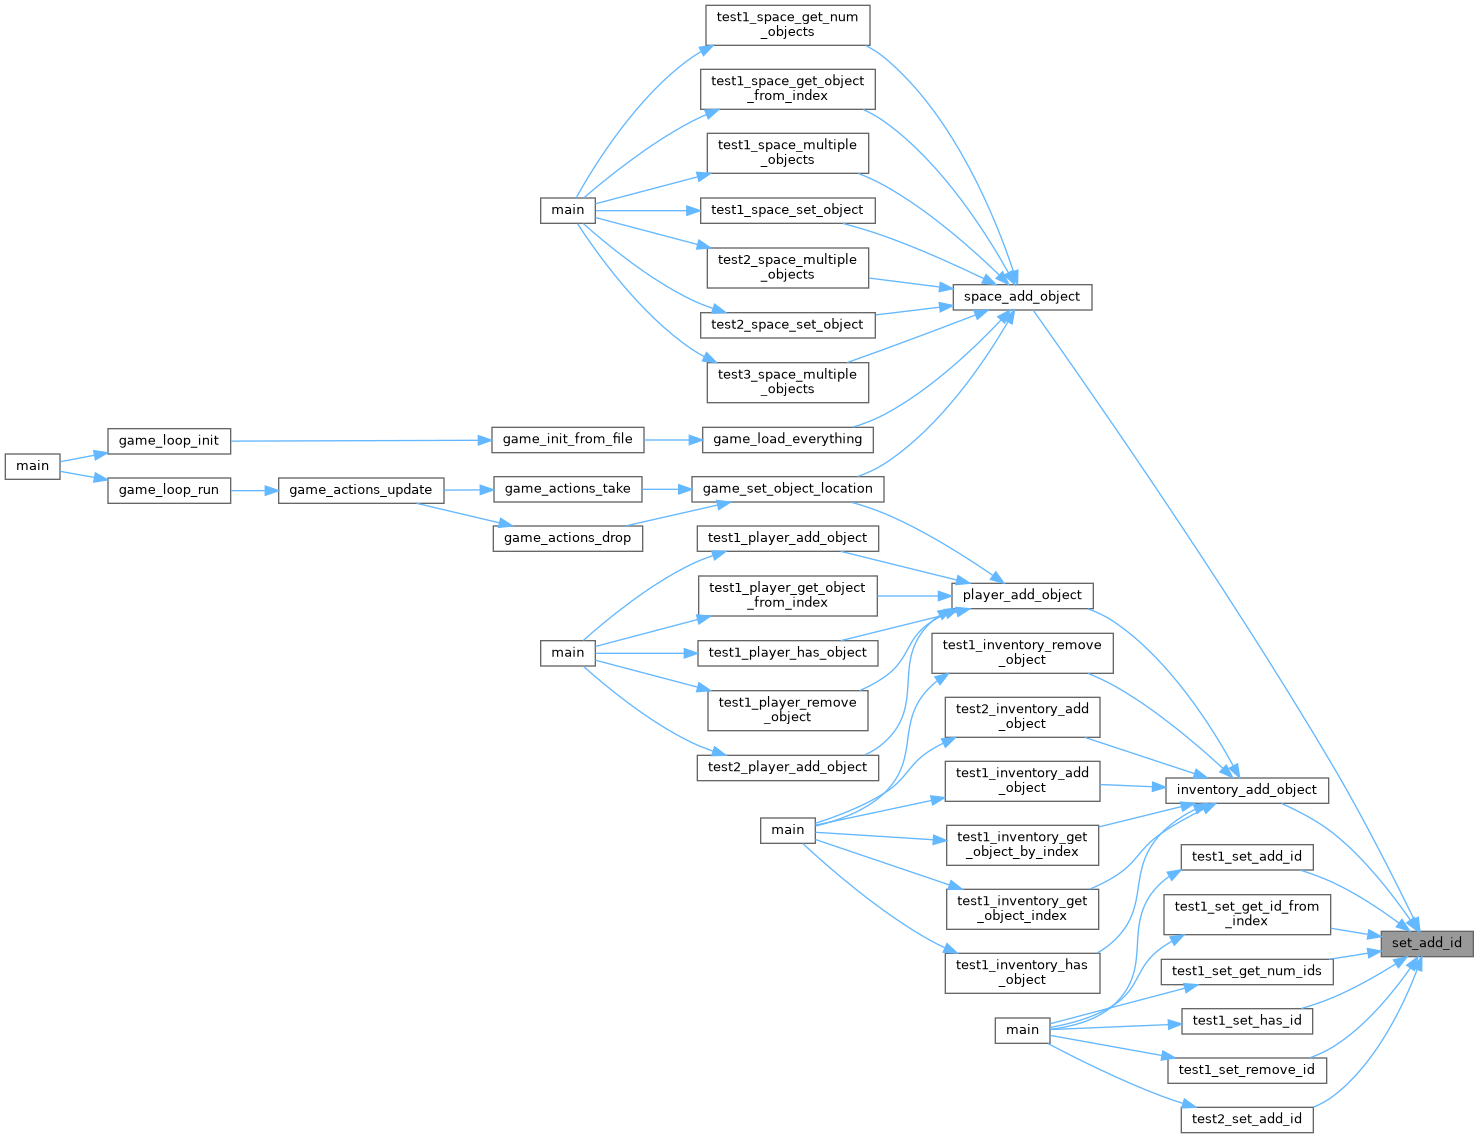 test1_space_get_num
_objects
test1_space_get_object
_from_index
test1_space_multiple
_objects
main
test1_space_set_object
test2_space_multiple
_objects
space_add_object
test2_space_set_object
test3_space_multiple
_objects
game_loop_init
game_init_from_file
game_load_everything
main
game_loop_run
game_actions_update
game_actions_take
game_set_object_location
game_actions_drop
test1_player_add_object
test1_player_get_object
_from_index
player_add_object
main
test1_player_has_object
test1_inventory_remove
_object
test1_player_remove
_object
test2_inventory_add
_object
test2_player_add_object
test1_inventory_add
_object
inventory_add_object
main
test1_inventory_get
_object_by_index
test1_set_add_id
test1_inventory_get
_object_index
test1_set_get_id_from
_index
set_add_id
test1_inventory_has
_object
test1_set_get_num_ids
main
test1_set_has_id
test1_set_remove_id
test2_set_add_id